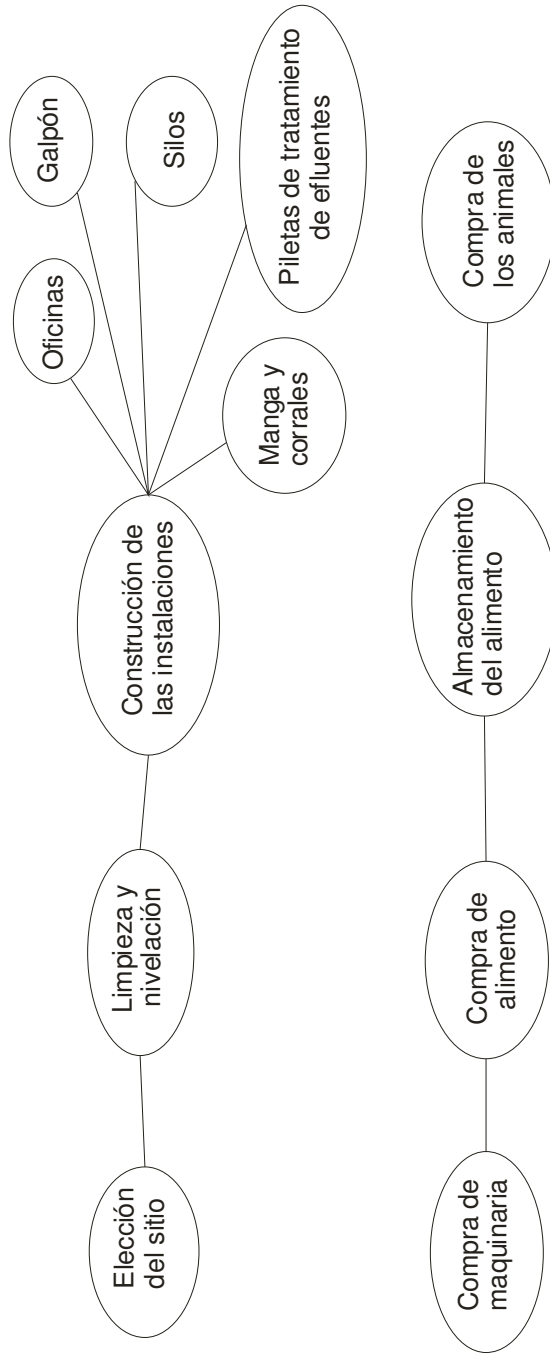 Elección
del sitio
Limpieza y
nivelación
Construcción de
las instalaciones
Oficinas
Galpón
Silos
Piletas de tratamiento
de efluentes
Manga y
corrales
Compra de
maquinaria
Compra de
alimento
Almacenamiento
del alimento
Compra de
los animales